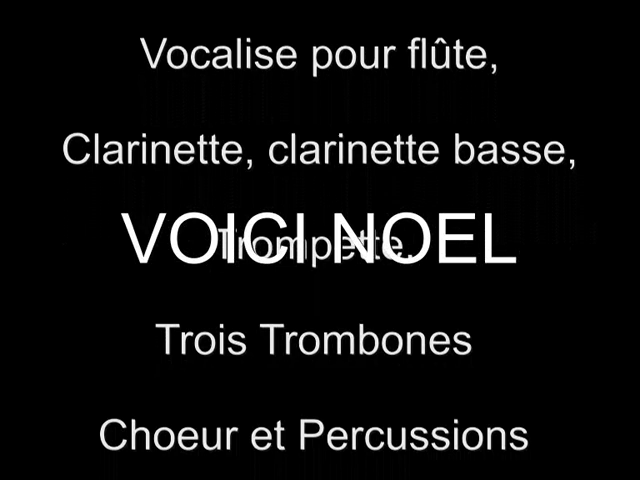 Vocalise pour flûte,
Clarinette, clarinette basse,
VOICI NOEL
Trompette,
Trois Trombones
Choeur et Percussions